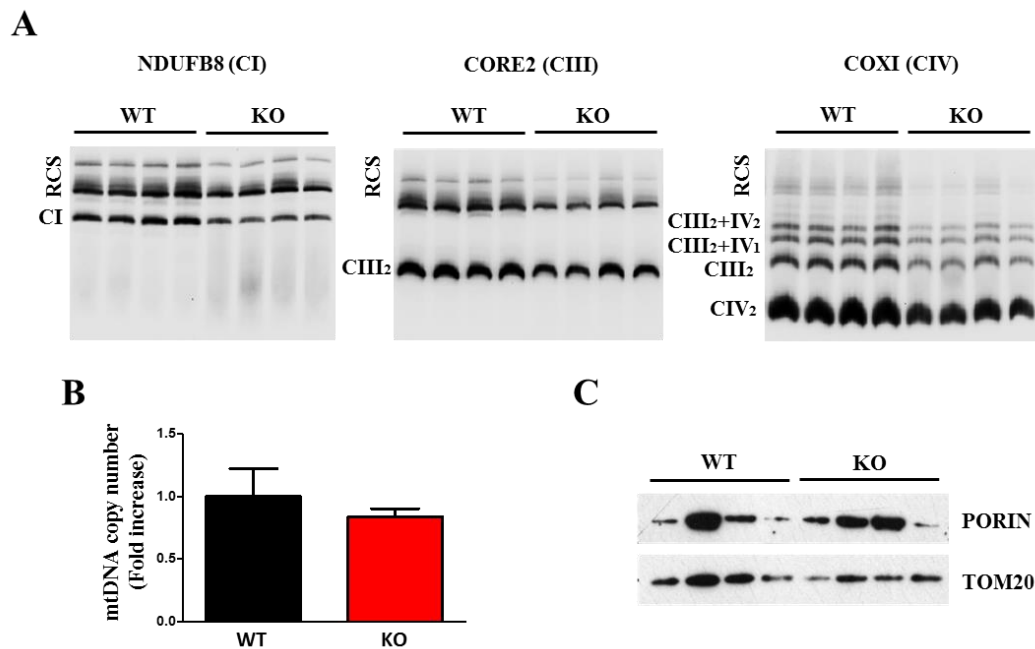 A
NDUFB8 (CI)
WT KO
RCS
CI
CORE2 (CIII)
WT KO
RCS
CIII₂
COXI (CIV)
WT KO
RCS
CIII₂+IV₂
CIII₂+IV₁
CIII₂
CIV₂
B
mtDNA copy number
(Fold increase)
1.5
1.0
0.5
0.0
WT KO
C
WT KO
PORIN
TOM20